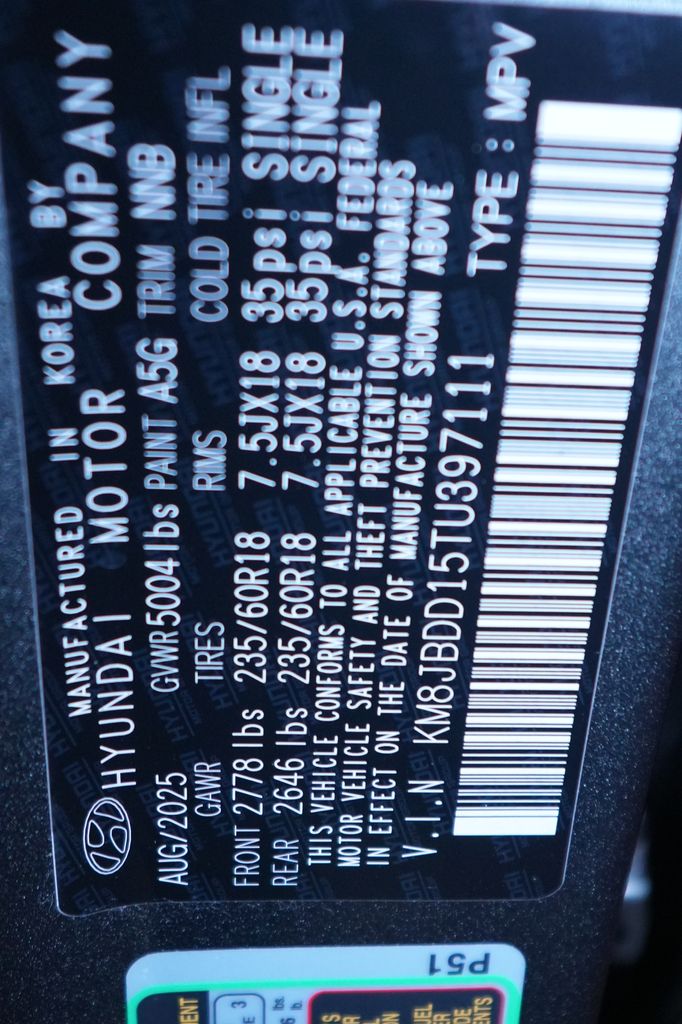 MANUFACTURED IN KOREA BY
HYUNDAI MOTOR COMPANY
AUG/2025 GVWR5004lbs PAINT A5G TRIM NNB
GAWR TIRES RIMS COLD TIRE INFL
FRONT 2778 lbs 235/60R18 7.5JX18 35psi SINGLE
REAR 2646 lbs 235/60R18 7.5JX18 35psi SINGLE
THIS VEHICLE CONFORMS TO ALL APPLICABLE U.S.A. FEDERAL
MOTOR VEHICLE SAFETY AND THEFT PREVENTION STANDARDS
IN EFFECT ON THE DATE OF MANUFACTURE SHOWN ABOVE
V.I.N KM8JBDD15TU397111 TYPE : MPV
P51
3
lbs.